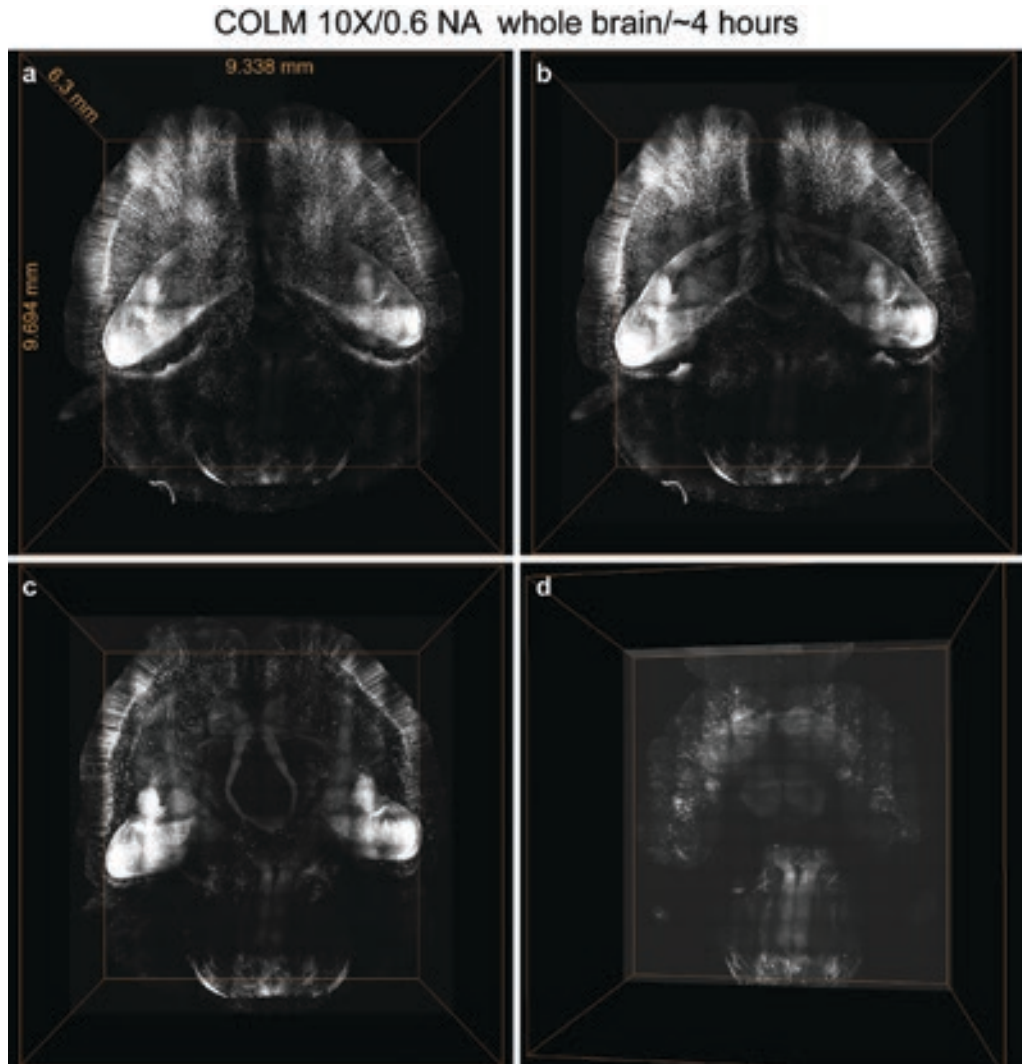 COLM 10X/0.6 NA whole brain/~4 hours
a
9.338 mm
6.3 mm
9.694 mm
b
c
d